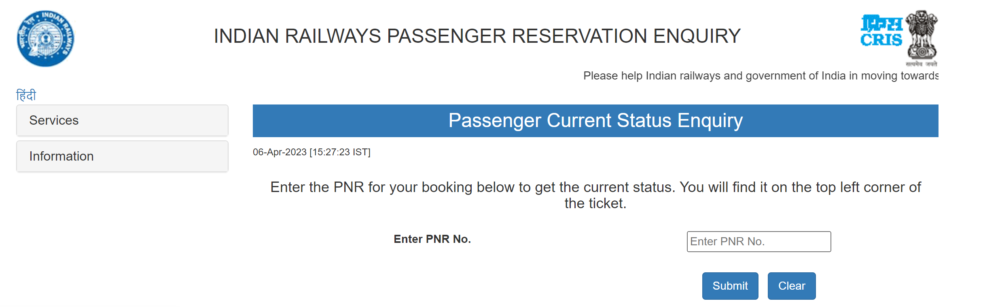 भारतीय रेल • INDIAN RAILWAYS
INDIAN RAILWAYS PASSENGER RESERVATION ENQUIRY
क्रिस
CRIS
सत्यमेव जयते
Please help Indian railways and government of India in moving towards
हिंदी
Services
Information
Passenger Current Status Enquiry
06-Apr-2023 [15:27:23 IST]
Enter the PNR for your booking below to get the current status. You will find it on the top left corner of
the ticket.
Enter PNR No.
Enter PNR No.
Submit
Clear